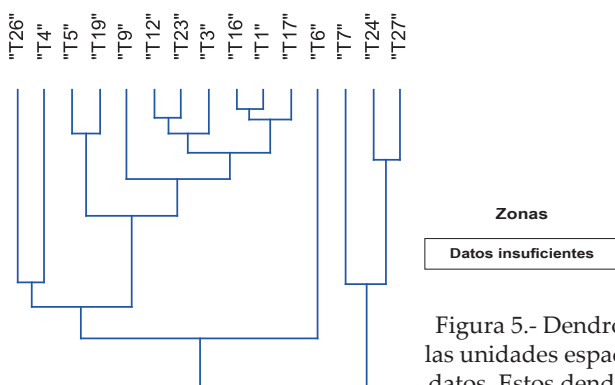 "T26" "T4" "T5" "T19" "T9" "T12" "T23" "T3" "T16" "T1" "T17" "T6" "T7" "T24" "T27"
Zonas
Datos insuficientes
Figura 5.- Dendro
las unidades espac
datos. Estos dend